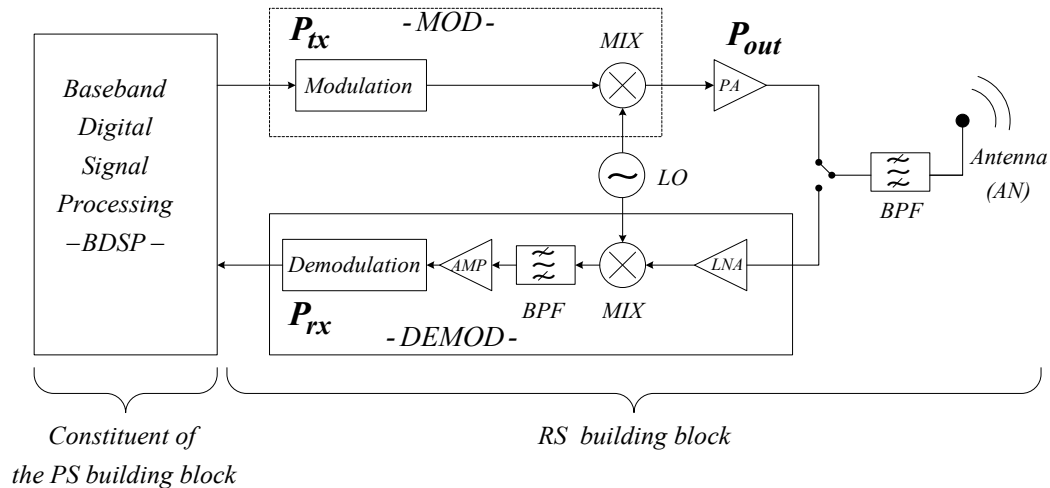 Baseband
Digital
Signal
Processing
–BDSP –
P_tx
- MOD -
MIX
P_out
Modulation
PA
LO
Antenna
(AN)
BPF
Demodulation
AMP
LNA
BPF
MIX
P_rx
- DEMOD -
Constituent of
the PS building block
RS building block